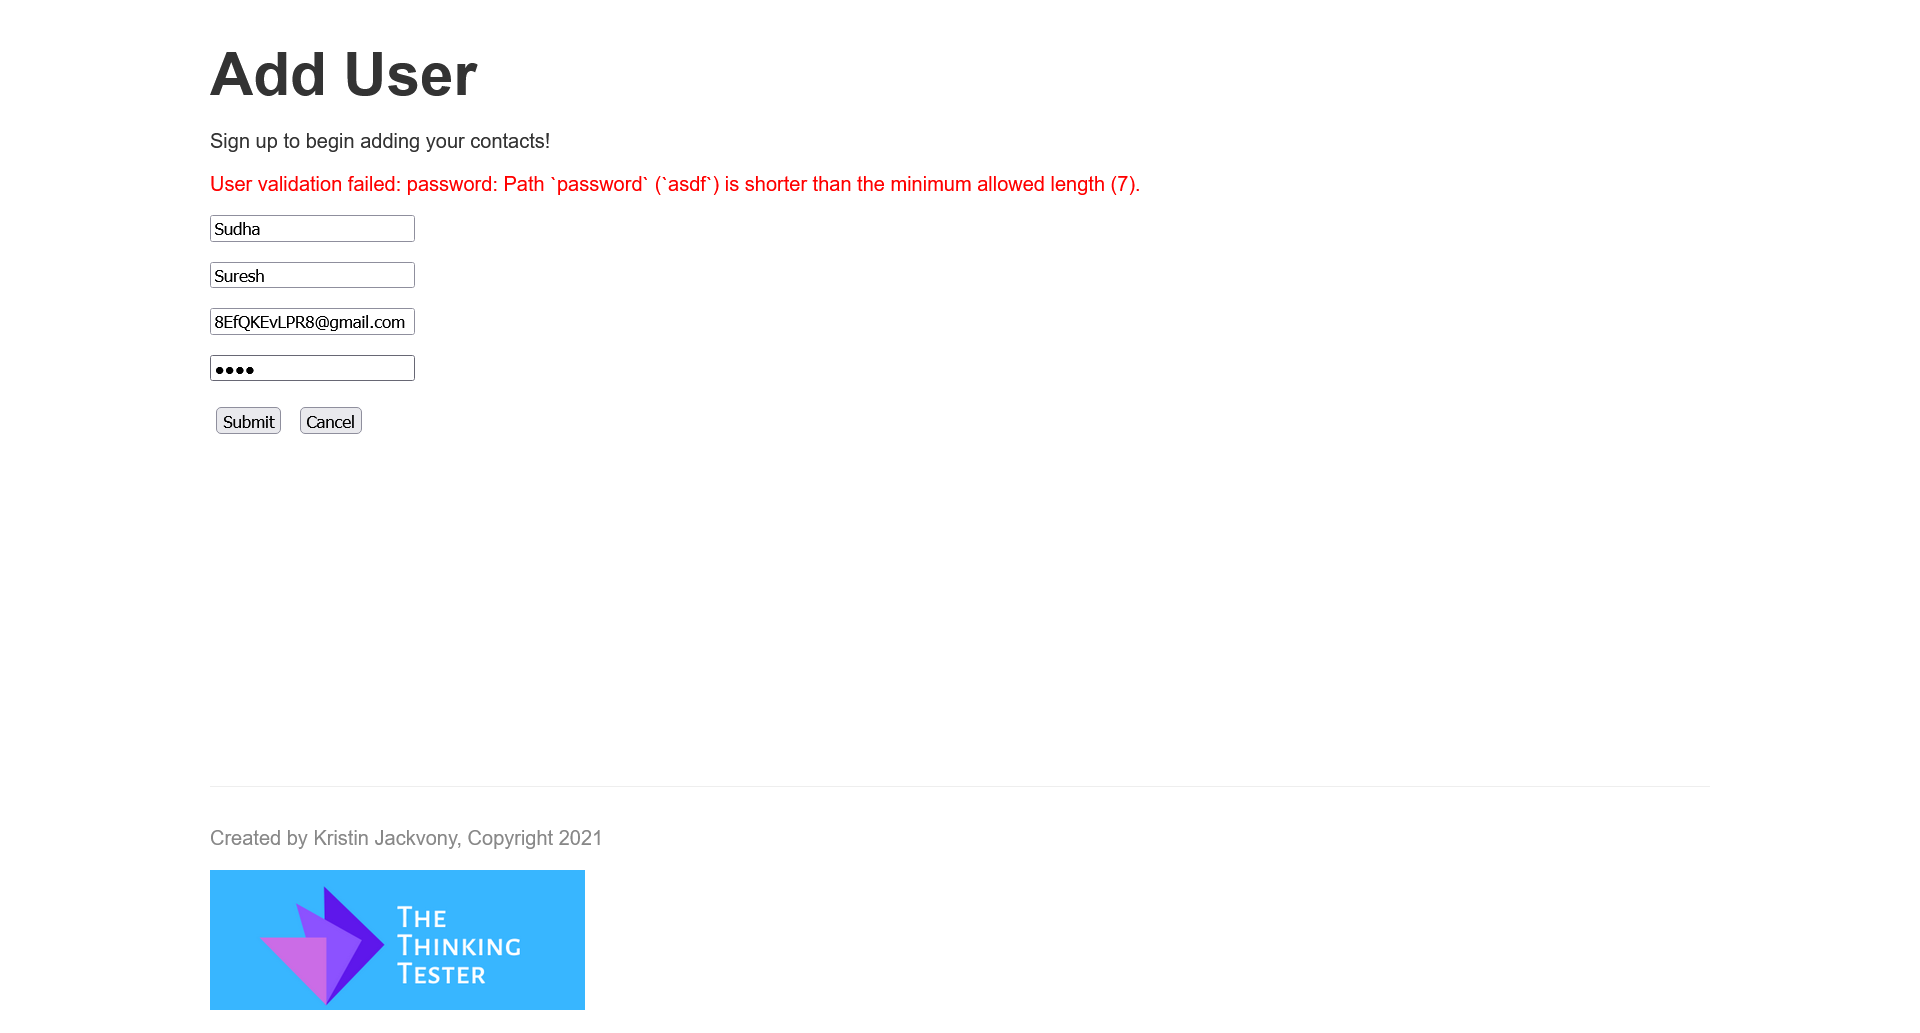 Add User
Sign up to begin adding your contacts!
User validation failed: password: Path `password` (`asdf`) is shorter than the minimum allowed length (7).
Sudha
Suresh
8EfQKEvLPR8@gmail.com
●●●●
Submit Cancel
Created by Kristin Jackvony, Copyright 2021
THE
THINKING
TESTER